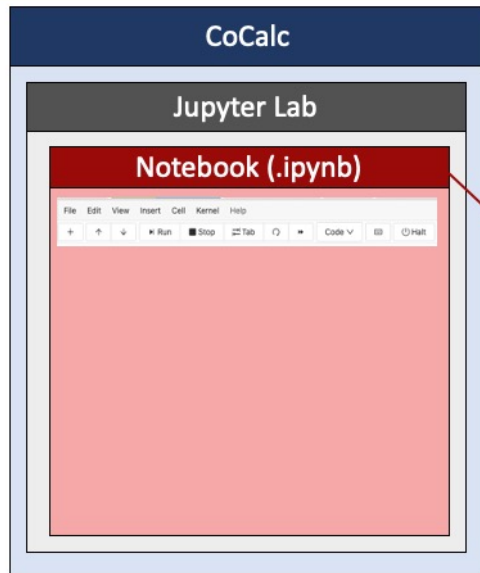 CoCalc
Jupyter Lab
Notebook (.ipynb)
File Edit View Insert Cell Kernel Help
Run Stop Tab Code Halt